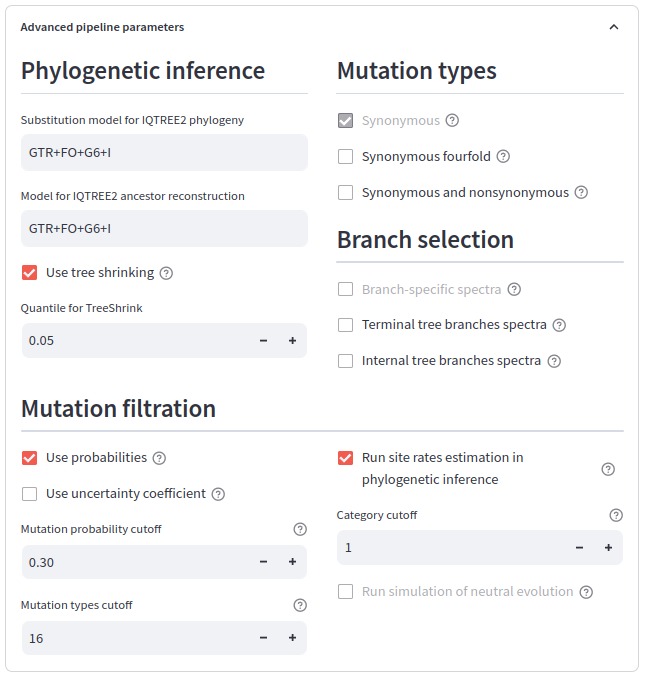 Advanced pipeline parameters
Phylogenetic inference
Substitution model for IQTREE2 phylogeny
GTR+FO+G6+I
Model for IQTREE2 ancestor reconstruction
GTR+FO+G6+I
Use tree shrinking
Quantile for TreeShrink
0.05
Mutation types
Synonymous
Synonymous fourfold
Synonymous and nonsynonymous
Branch selection
Branch-specific spectra
Terminal tree branches spectra
Internal tree branches spectra
Mutation filtration
Use probabilities
Use uncertainty coefficient
Mutation probability cutoff
0.30
Mutation types cutoff
16
Run site rates estimation in
phylogenetic inference
Category cutoff
1
Run simulation of neutral evolution